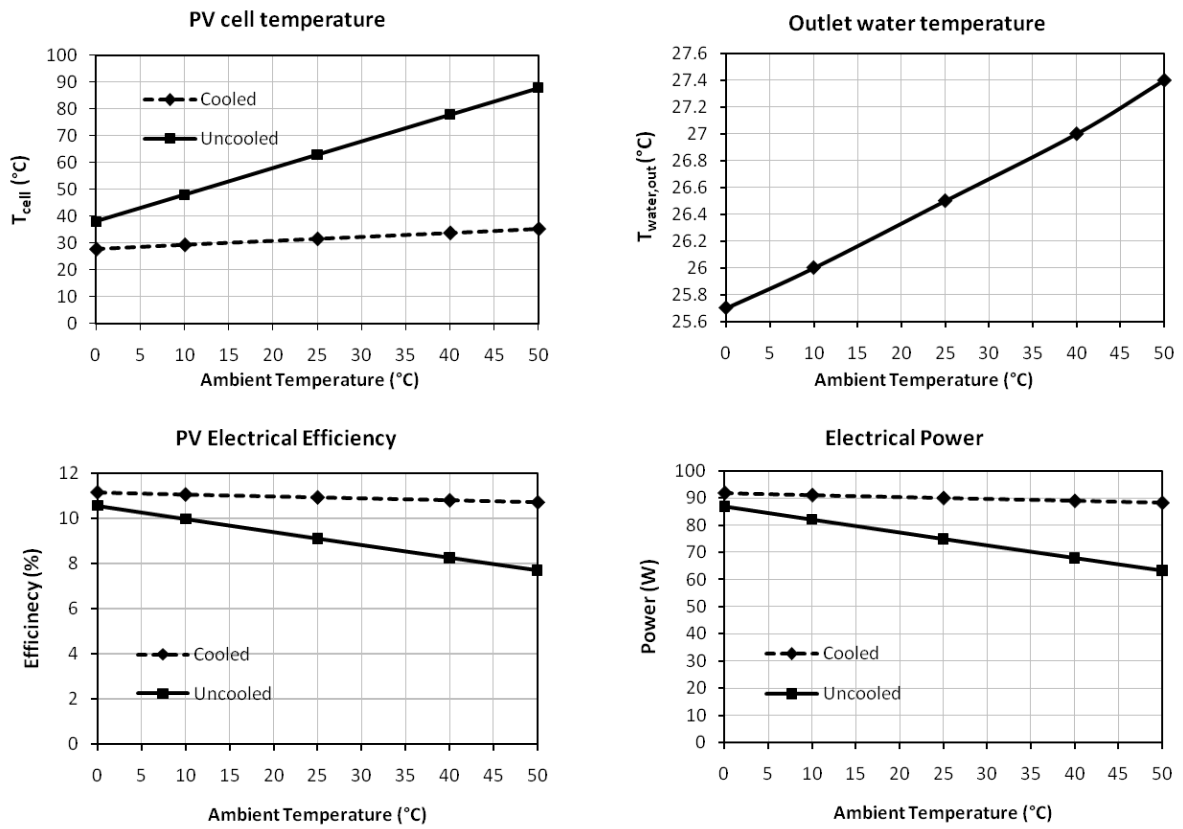 PV cell temperature
100
90
80
70
60
50
40
30
20
10
0
T cell (°C)
Cooled
Uncooled
0 5 10 15 20 25 30 35 40 45 50
Ambient Temperature (°C)
Outlet water temperature
27.6
27.4
27.2
27
26.8
26.6
26.4
26.2
26
25.8
25.6
T water,out (°C)
0 5 10 15 20 25 30 35 40 45 50
Ambient Temperature (°C)
PV Electrical Efficiency
12
10
8
6
4
2
0
Efficinecy (%)
Cooled
Uncooled
0 5 10 15 20 25 30 35 40 45 50
Ambient Temperature (°C)
Electrical Power
100
90
80
70
60
50
40
30
20
10
0
Power (W)
Cooled
Uncooled
0 5 10 15 20 25 30 35 40 45 50
Ambient Temperature (°C)